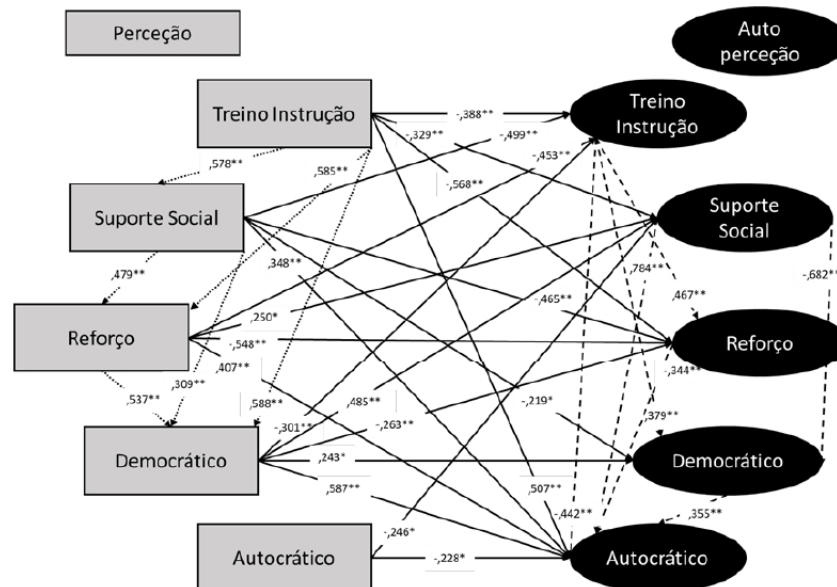 Perceção
Auto
perceção
Treino Instrução
Treino
Instrução
-,388**
-,329**
-,499**
-,453**
,578**
,585**
-,568**
Suporte Social
Suporte
Social
,479**
,348**
,784**
-,682**
,467**
-,465**
,250*
Reforço
Reforço
-,548**
,407**
-,344**
,309**
,537**
,588**
,485**
-,219*
,379**
-,301**
-,263**
Democrático
Democrático
,243*
,587**
,507**
-,442**
,355**
-,246*
-,228*
Autocrático
Autocrático